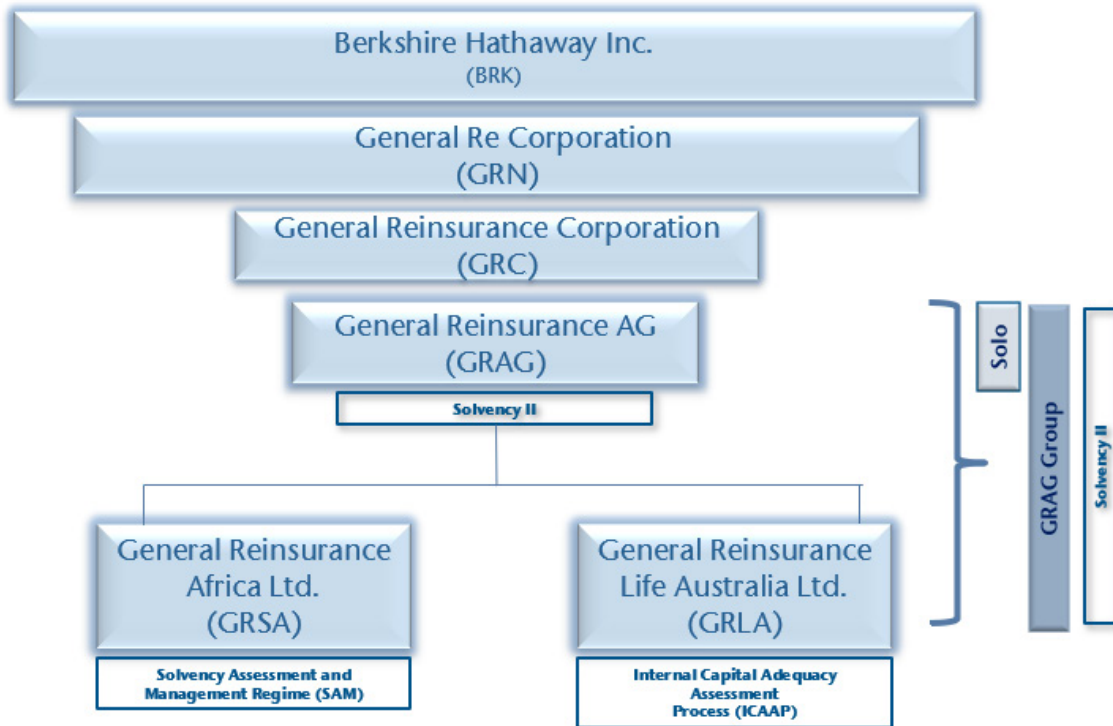 Berkshire Hathaway Inc.
(BRK)
General Re Corporation
(GRN)
General Reinsurance Corporation
(GRC)
General Reinsurance AG
(GRAG)
Solvency II
Solo
GRAG Group
Solvency II
General Reinsurance
Africa Ltd.
(GRSA)
Solvency Assessment and
Management Regime (SAM)
General Reinsurance
Life Australia Ltd.
(GRLA)
Internal Capital Adequacy
Assessment
Process (ICAAP)